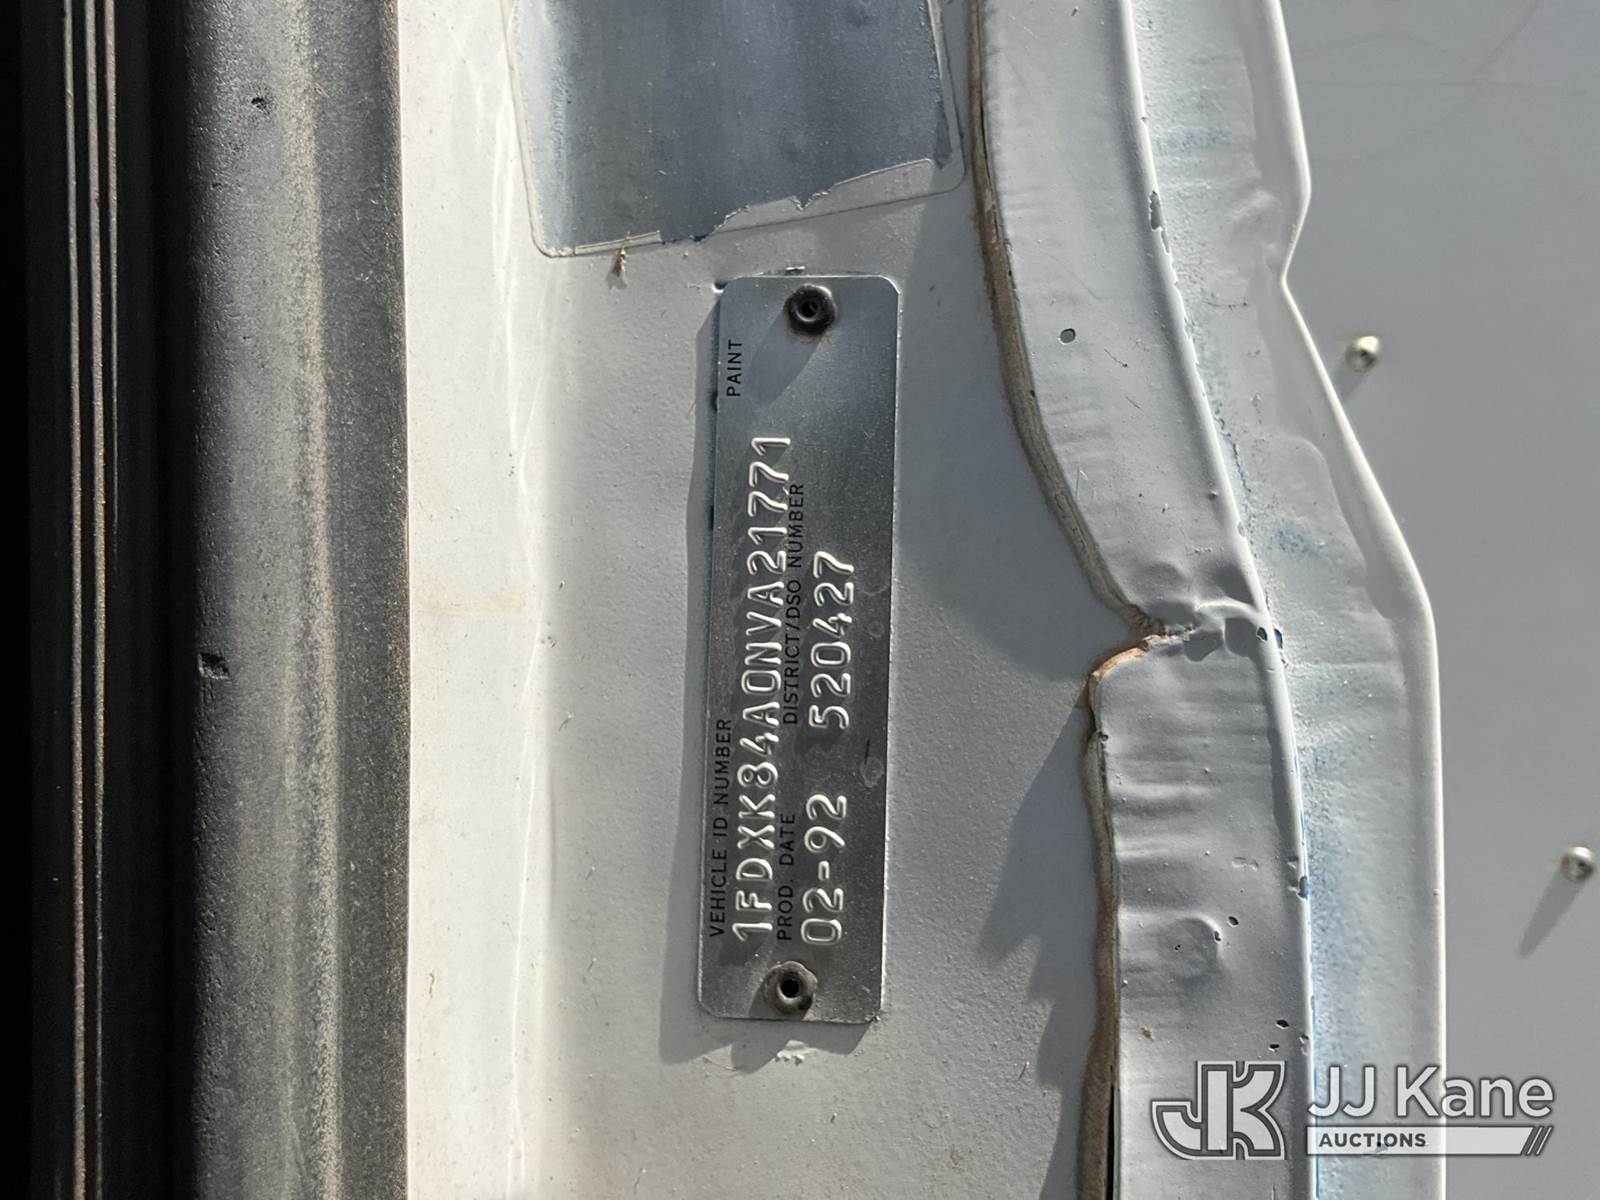 VEHICLE ID NUMBER
PAINT
1FDXK84A0NVA21771
PROD. DATE
DISTRICT/DSO NUMBER
02-92 520427
JJ Kane
AUCTIONS